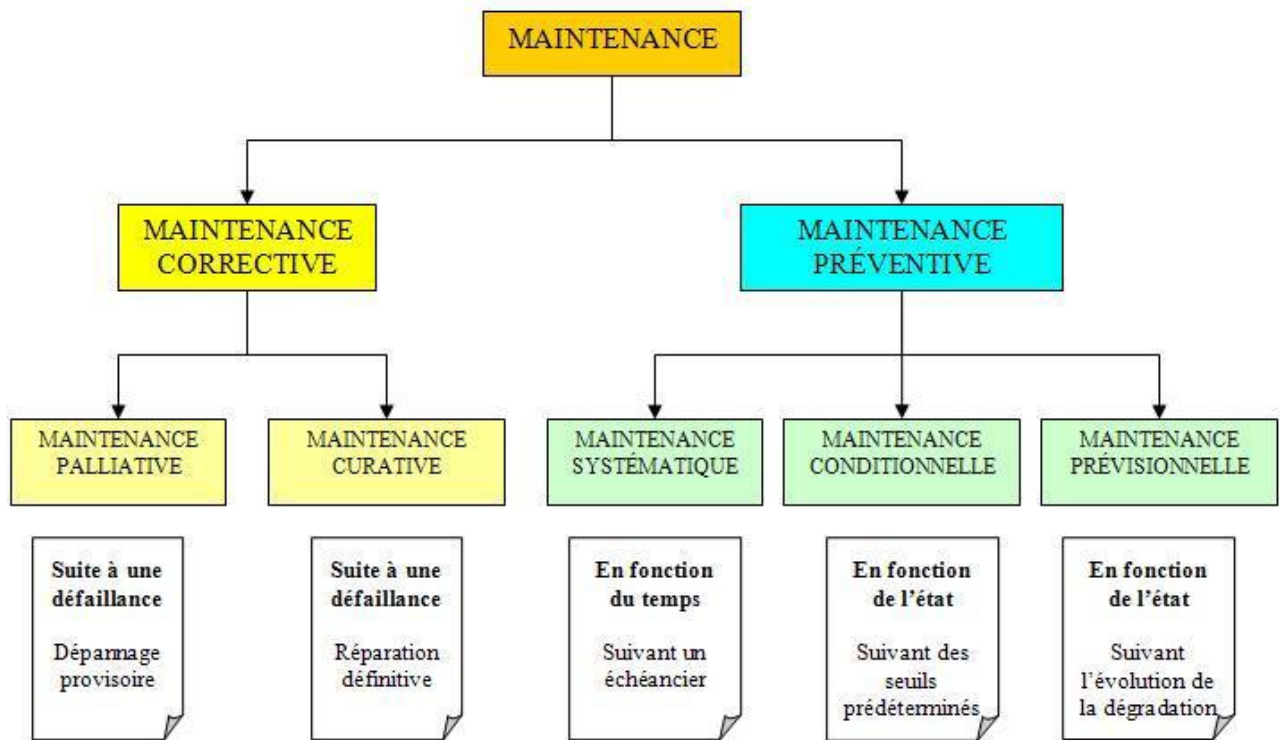 MAINTENANCE
MAINTENANCE
CORRECTIVE
MAINTENANCE
PRÉVENTIVE
MAINTENANCE
PALLIATIVE
MAINTENANCE
CURATIVE
MAINTENANCE
SYSTÉMATIQUE
MAINTENANCE
CONDITIONNELLE
MAINTENANCE
PRÉVISIONNELLE
Suite à une
défaillance
Dépannage
provisoire
Suite à une
défaillance
Réparation
définitive
En fonction
du temps
Suivant un
échéancier
En fonction
de l'état
Suivant des
seuils
prédéterminés
En fonction
de l'état
Suivant
l'évolution de
la dégradation